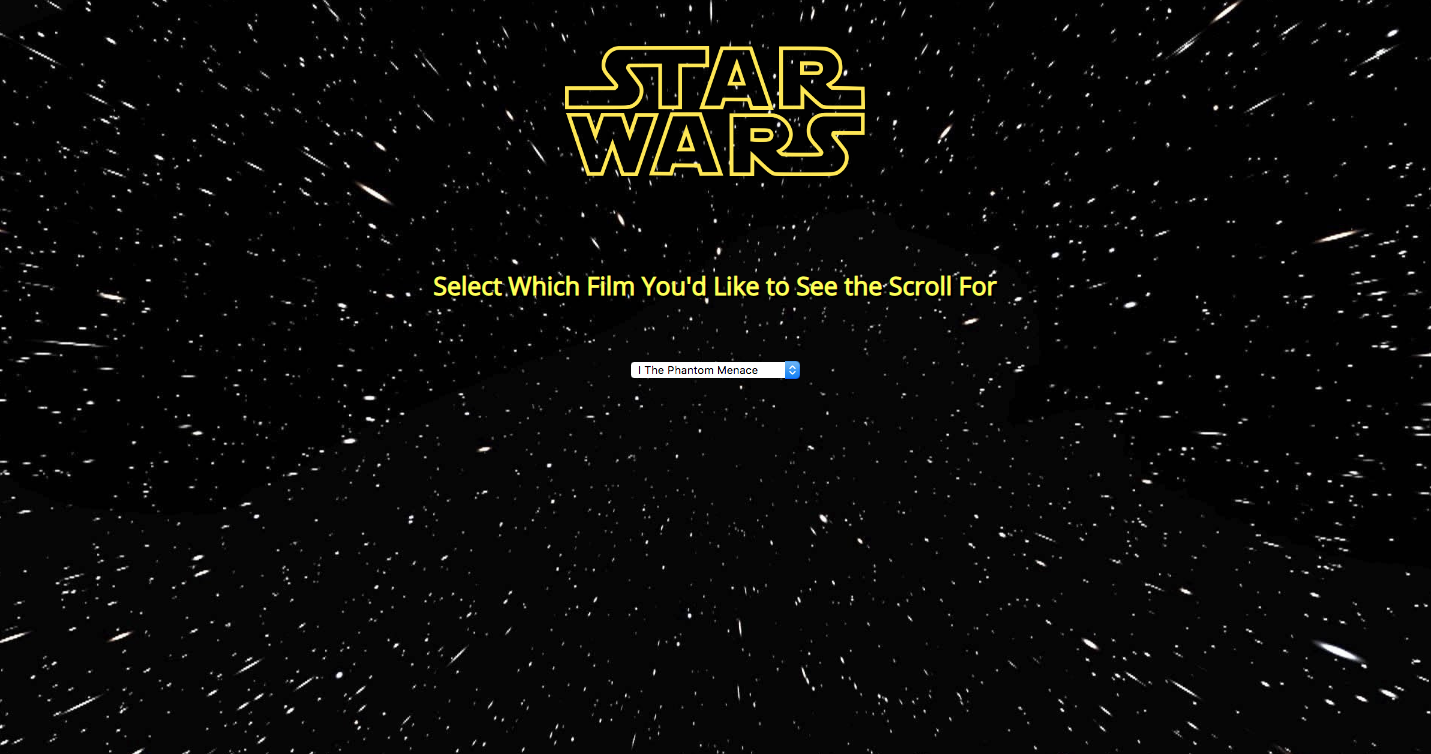 STAR
WARS
Select Which Film You'd Like to See the Scroll For
I The Phantom Menace